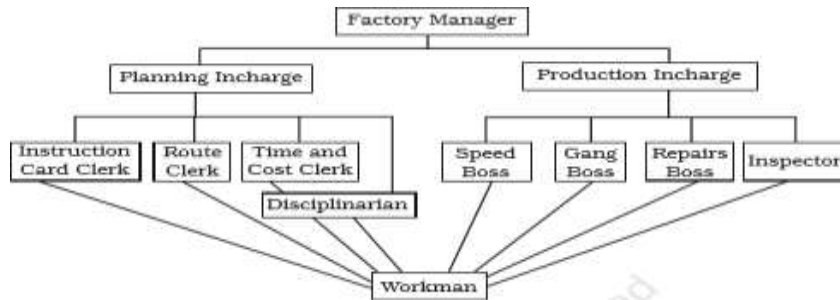 Factory Manager
Planning Incharge
Production Incharge
Instruction
Card Clerk
Route
Clerk
Time and
Cost Clerk
Disciplinarian
Speed
Boss
Gang
Boss
Repairs
Boss
Inspector
Workman